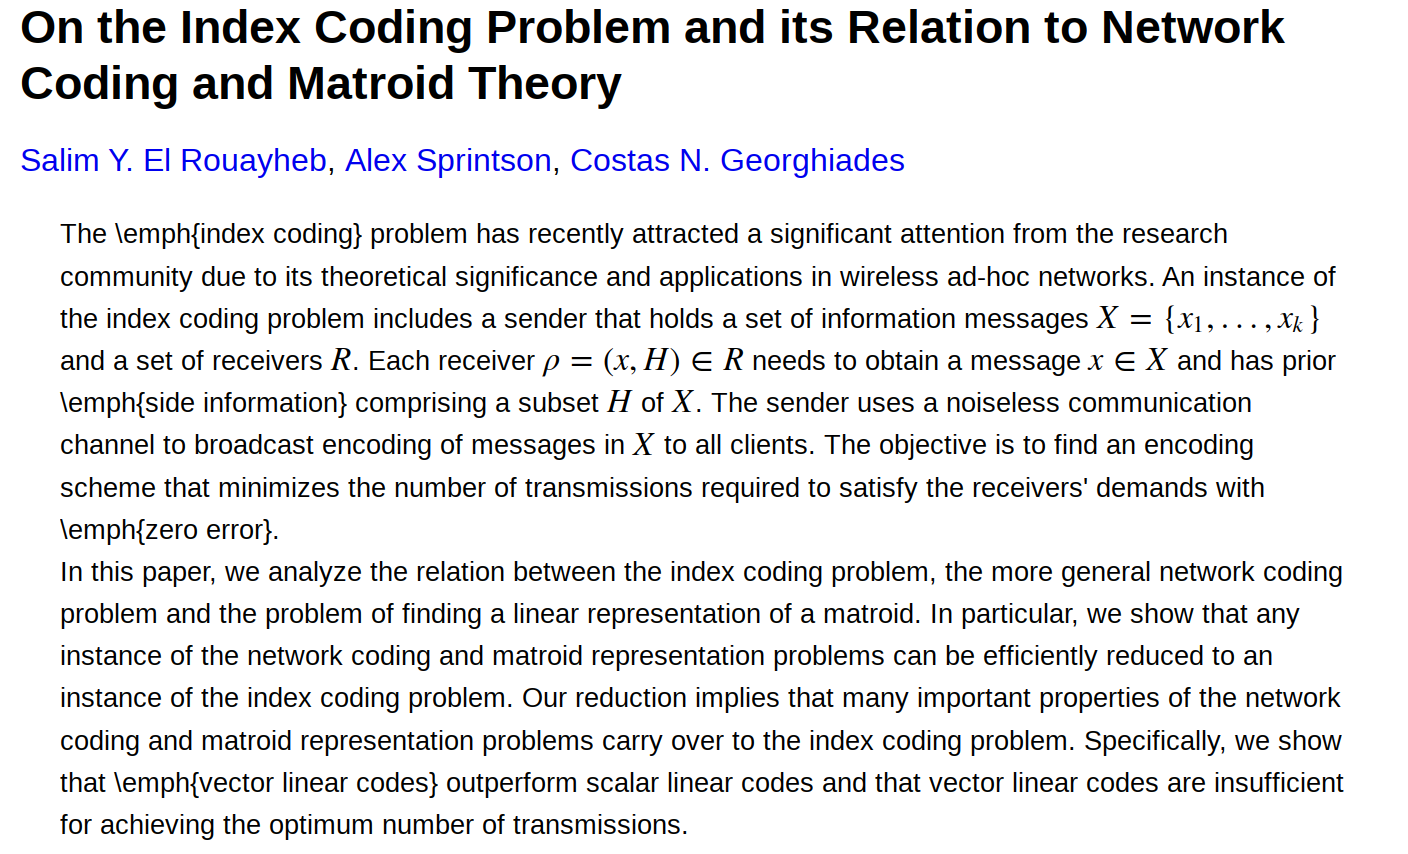 On the Index Coding Problem and its Relation to Network
Coding and Matroid Theory
Salim Y. El Rouayheb, Alex Sprintson, Costas N. Georghiades
The \emph{index coding} problem has recently attracted a significant attention from the research
community due to its theoretical significance and applications in wireless ad-hoc networks. An instance of
the index coding problem includes a sender that holds a set of information messages X = {x₁, . . . , xₖ}
and a set of receivers R. Each receiver ρ = (x, H) ∈ R needs to obtain a message x ∈ X and has prior
\emph{side information} comprising a subset H of X. The sender uses a noiseless communication
channel to broadcast encoding of messages in X to all clients. The objective is to find an encoding
scheme that minimizes the number of transmissions required to satisfy the receivers' demands with
\emph{zero error}.
In this paper, we analyze the relation between the index coding problem, the more general network coding
problem and the problem of finding a linear representation of a matroid. In particular, we show that any
instance of the network coding and matroid representation problems can be efficiently reduced to an
instance of the index coding problem. Our reduction implies that many important properties of the network
coding and matroid representation problems carry over to the index coding problem. Specifically, we show
that \emph{vector linear codes} outperform scalar linear codes and that vector linear codes are insufficient
for achieving the optimum number of transmissions.